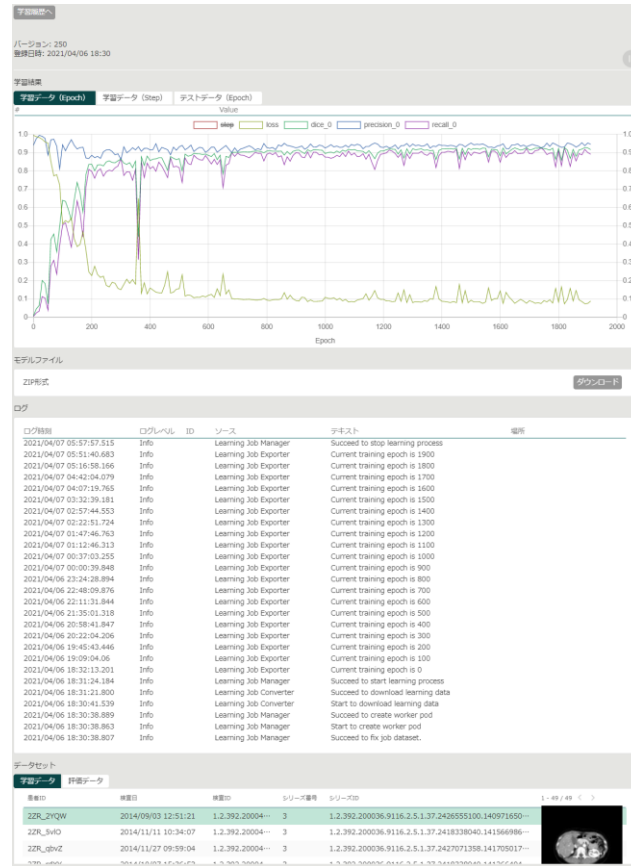 学習履歴へ
バージョン: 250
登録日時: 2021/04/06 18:30
学習結果
学習データ (Epoch) 学習データ (Step) テストデータ (Epoch)
# Value
step loss dice_0 precision_0 recall_0
1.0 1.0
0.9 0.9
0.8 0.8
0.7 0.7
0.6 0.6
0.5 0.5
0.4 0.4
0.3 0.3
0.2 0.2
0.1 0.1
0 0
0 200 400 600 800 1000 1200 1400 1600 1800 2000
Epoch
モデルファイル
ZIP形式 ダウンロード
ログ
ログ時刻 ログレベル ID ソース テキスト 場所
2021/04/07 05:57:57.515 Info Learning Job Manager Succeed to stop learning process
2021/04/07 05:51:40.683 Info Learning Job Exporter Current training epoch is 1900
2021/04/07 05:16:58.166 Info Learning Job Exporter Current training epoch is 1800
2021/04/07 04:42:04.079 Info Learning Job Exporter Current training epoch is 1700
2021/04/07 04:07:19.765 Info Learning Job Exporter Current training epoch is 1600
2021/04/07 03:32:39.181 Info Learning Job Exporter Current training epoch is 1500
2021/04/07 02:57:44.553 Info Learning Job Exporter Current training epoch is 1400
2021/04/07 02:22:51.724 Info Learning Job Exporter Current training epoch is 1300
2021/04/07 01:47:46.763 Info Learning Job Exporter Current training epoch is 1200
2021/04/07 01:12:46.313 Info Learning Job Exporter Current training epoch is 1100
2021/04/07 00:37:03.255 Info Learning Job Exporter Current training epoch is 1000
2021/04/07 00:00:39.848 Info Learning Job Exporter Current training epoch is 900
2021/04/06 23:24:28.894 Info Learning Job Exporter Current training epoch is 800
2021/04/06 22:48:09.876 Info Learning Job Exporter Current training epoch is 700
2021/04/06 22:11:31.844 Info Learning Job Exporter Current training epoch is 600
2021/04/06 21:35:01.318 Info Learning Job Exporter Current training epoch is 500
2021/04/06 20:58:41.847 Info Learning Job Exporter Current training epoch is 400
2021/04/06 20:22:04.206 Info Learning Job Exporter Current training epoch is 300
2021/04/06 19:45:43.446 Info Learning Job Exporter Current training epoch is 200
2021/04/06 19:09:04.06 Info Learning Job Exporter Current training epoch is 100
2021/04/06 18:32:13.201 Info Learning Job Exporter Current training epoch is 0
2021/04/06 18:31:24.184 Info Learning Job Manager Succeed to start learning process
2021/04/06 18:31:21.800 Info Learning Job Converter Succeed to download learning data
2021/04/06 18:30:41.539 Info Learning Job Converter Start to download learning data
2021/04/06 18:30:38.889 Info Learning Job Manager Succeed to create worker pod
2021/04/06 18:30:38.863 Info Learning Job Manager Start to create worker pod
2021/04/06 18:30:38.807 Info Learning Job Manager Succeed to fix job dataset.
データセット
学習データ 評価データ
患者ID 検査日 検査ID シリーズ番号 シリーズID 1 - 49 / 49 < >
2ZR_2YQW 2014/09/03 12:51:21 1.2.392.20004… 3 1.2.392.200036.9116.2.5.1.37.2426555100.140971650…
2ZR_5vIO 2014/11/11 10:34:07 1.2.392.20004… 3 1.2.392.200036.9116.2.5.1.37.2418338040.141566986…
2ZR_qbvZ 2014/11/27 09:59:04 1.2.392.20004… 3 1.2.392.200036.9116.2.5.1.37.2427071358.141705017…